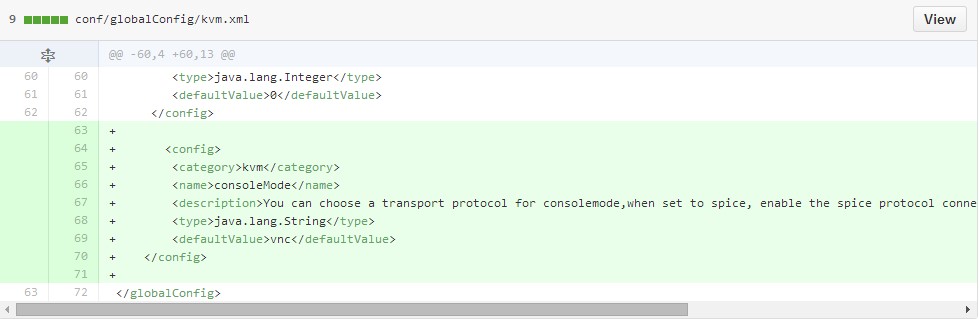 9 conf/globalConfig/kvm.xml View
@@ -60,4 +60,13 @@
60 60 <type>java.lang.Integer</type>
61 61 <defaultValue>0</defaultValue>
62 62 </config>
63 +
64 + <config>
65 + <category>kvm</category>
66 + <name>consoleMode</name>
67 + <description>You can choose a transport protocol for consolemode,when set to spice, enable the spice protocol conne
68 + <type>java.lang.String</type>
69 + <defaultValue>vnc</defaultValue>
70 + </config>
71 +
63 72 </globalConfig>